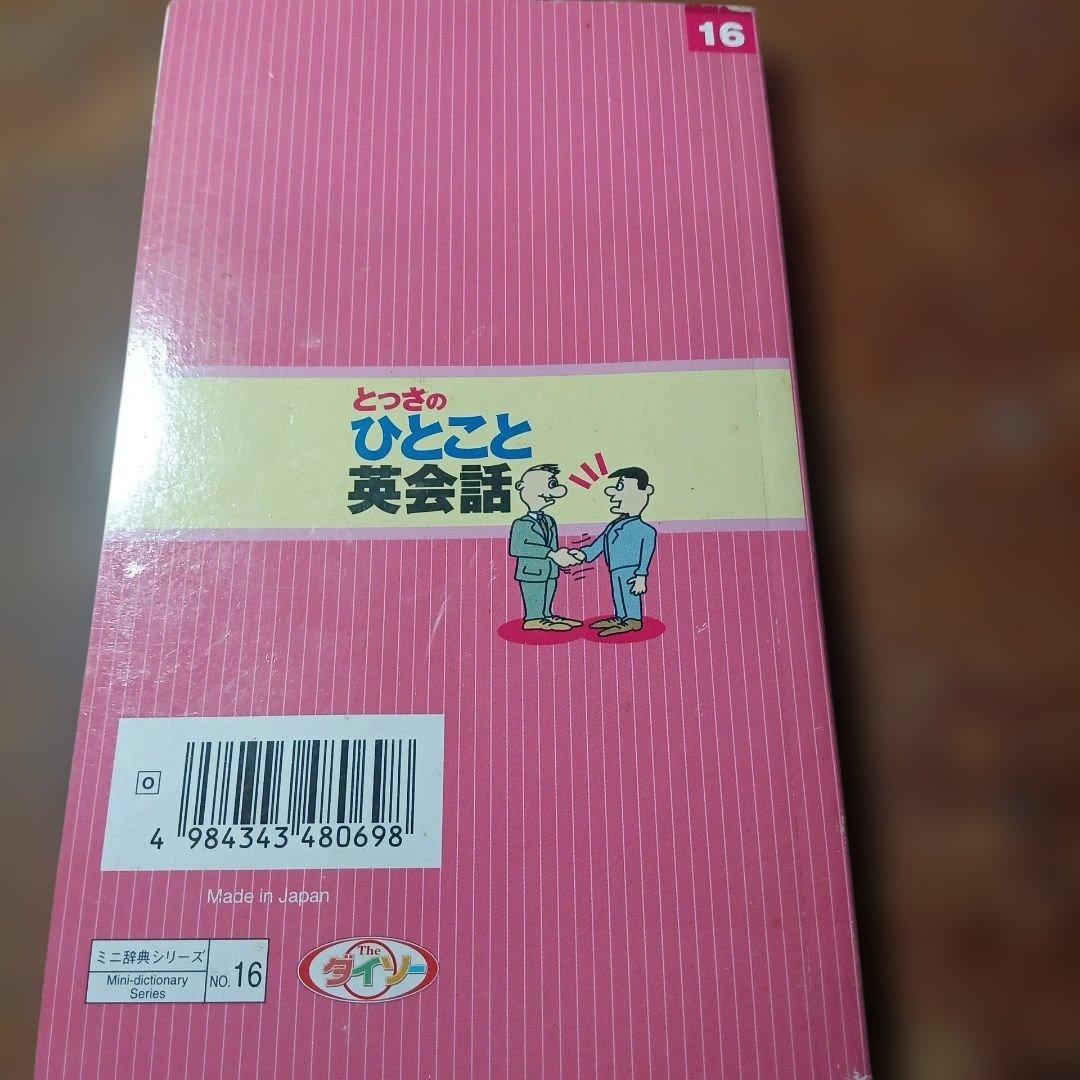 16
とっさの
ひとこと
英会話
O
4 984343 480698
Made in Japan
ミニ辞典シリーズ
Mini-dictionary
Series
NO. 16
The
ダイソー